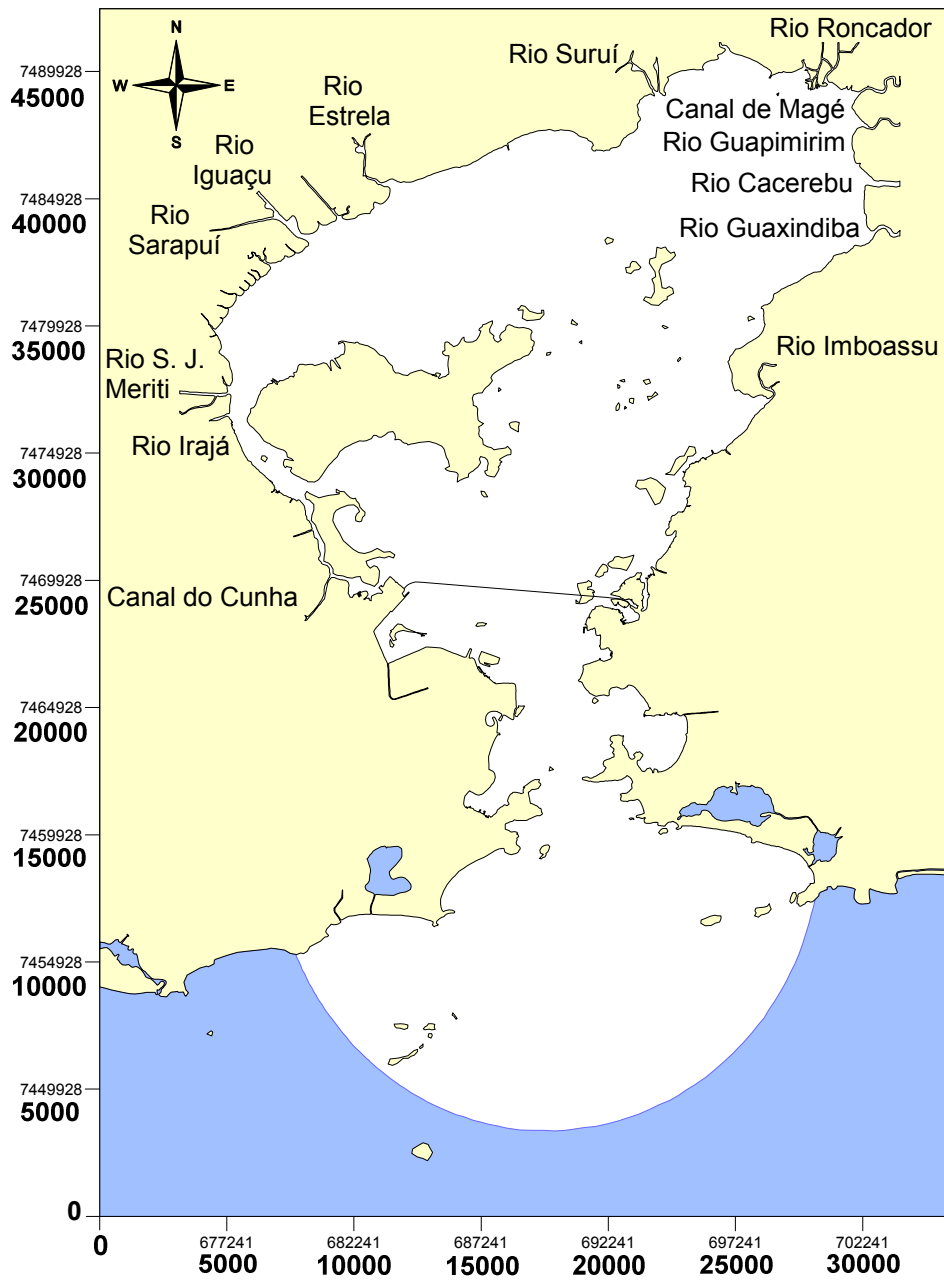 N
W E
S
Rio Roncador
Rio Suruí
Rio
Estrela
Canal de Magé
Rio Guapimirim
Rio
Iguaçu
Rio Cacerebu
Rio
Sarapuí
Rio Guaxindiba
Rio S. J.
Meriti
Rio Imboassu
Rio Irajá
Canal do Cunha
7489928
45000
7484928
40000
7479928
35000
7474928
30000
7469928
25000
7464928
20000
7459928
15000
7454928
10000
7449928
5000
0
0
677241
5000
682241
10000
687241
15000
692241
20000
697241
25000
702241
30000